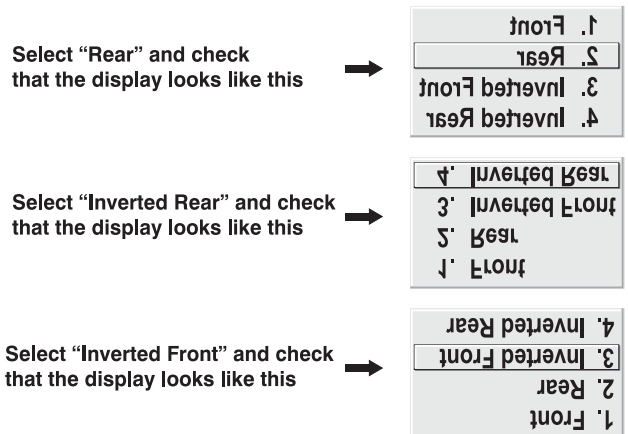 Select “Rear” and check
that the display looks like this
1. Front
2. Rear
3. Inverted Front
4. Inverted Rear
Select “Inverted Rear” and check
that the display looks like this
4. Inverted Rear
3. Inverted Front
2. Rear
1. Front
Select “Inverted Front” and check
that the display looks like this
4. Inverted Rear
3. Inverted Front
2. Rear
1. Front